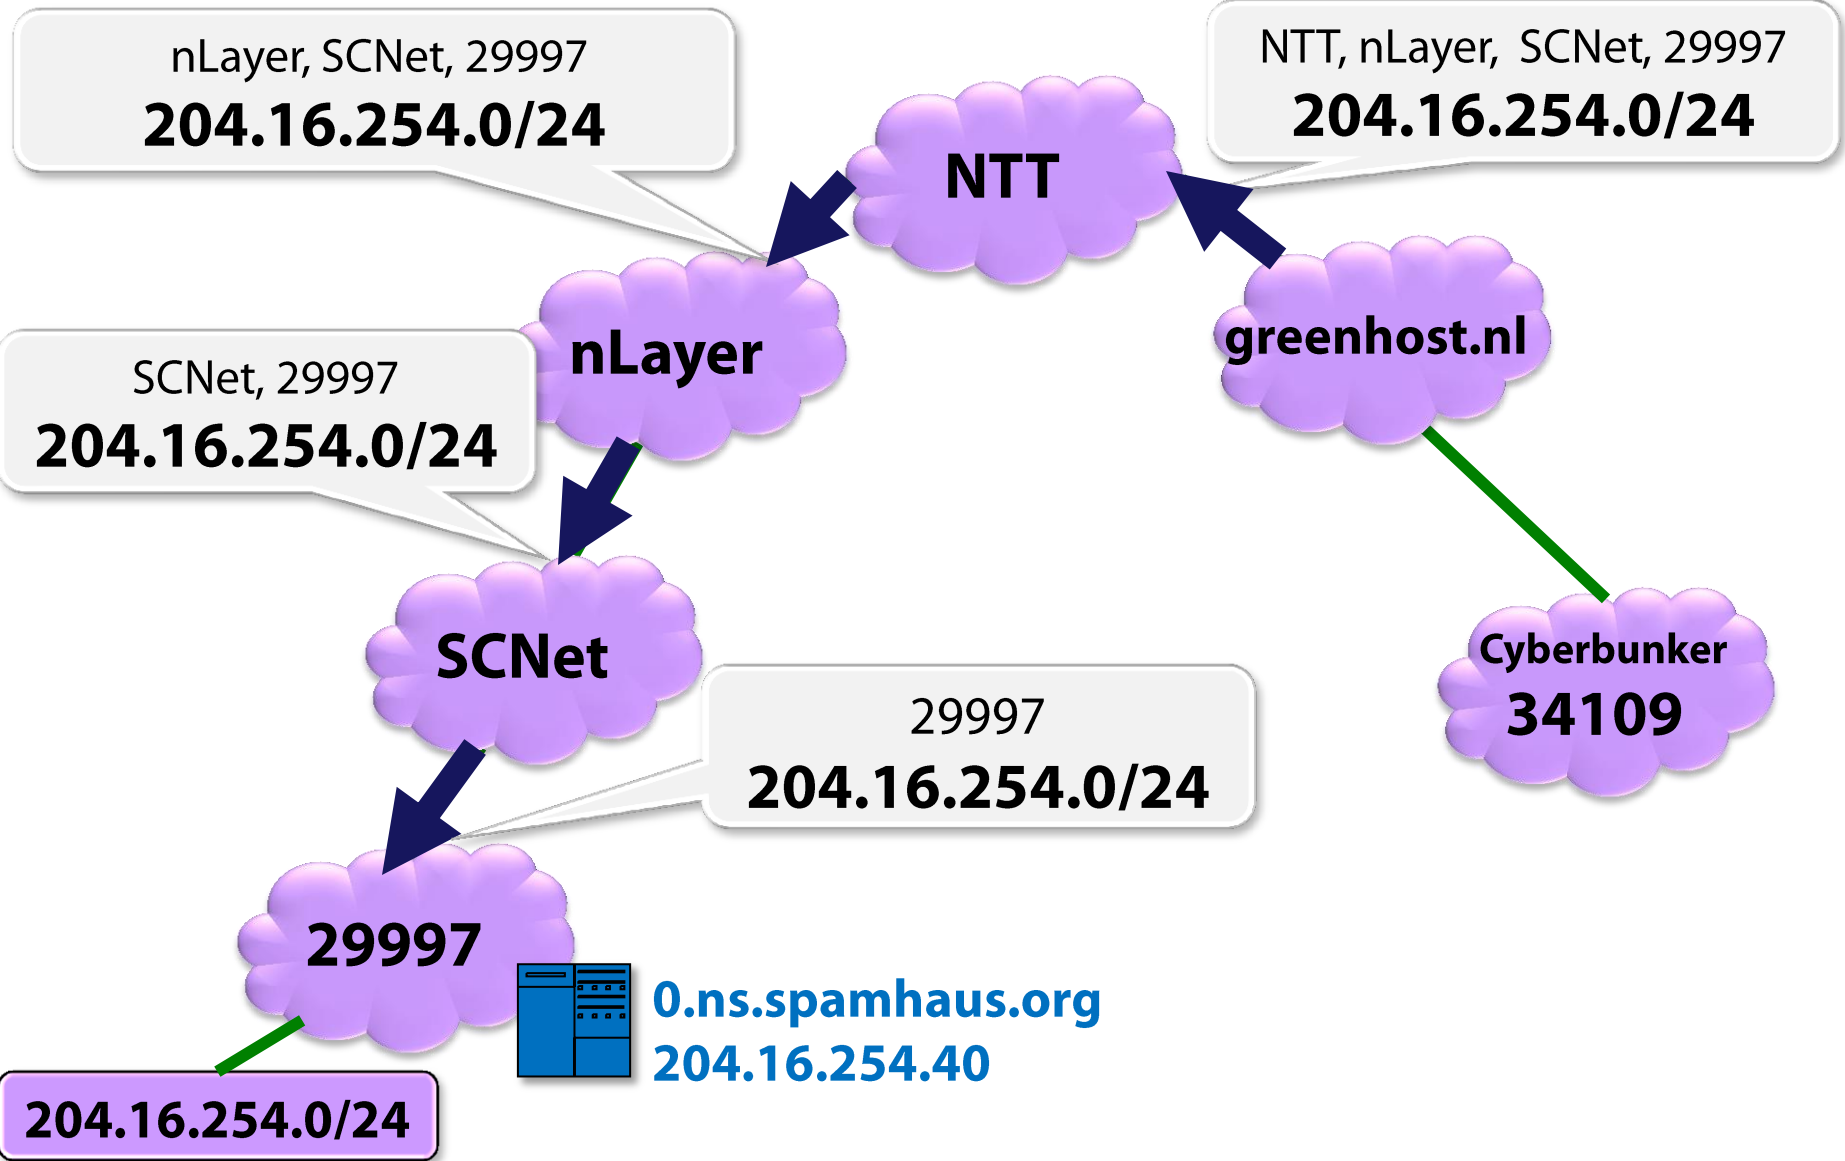 nLayer, SCNet, 29997
204.16.254.0/24
NTT, nLayer, SCNet, 29997
204.16.254.0/24
NTT
nLayer
greenhost.nl
SCNet, 29997
204.16.254.0/24
SCNet
Cyberbunker
34109
29997
204.16.254.0/24
29997
0.ns.spamhaus.org
204.16.254.40
204.16.254.0/24